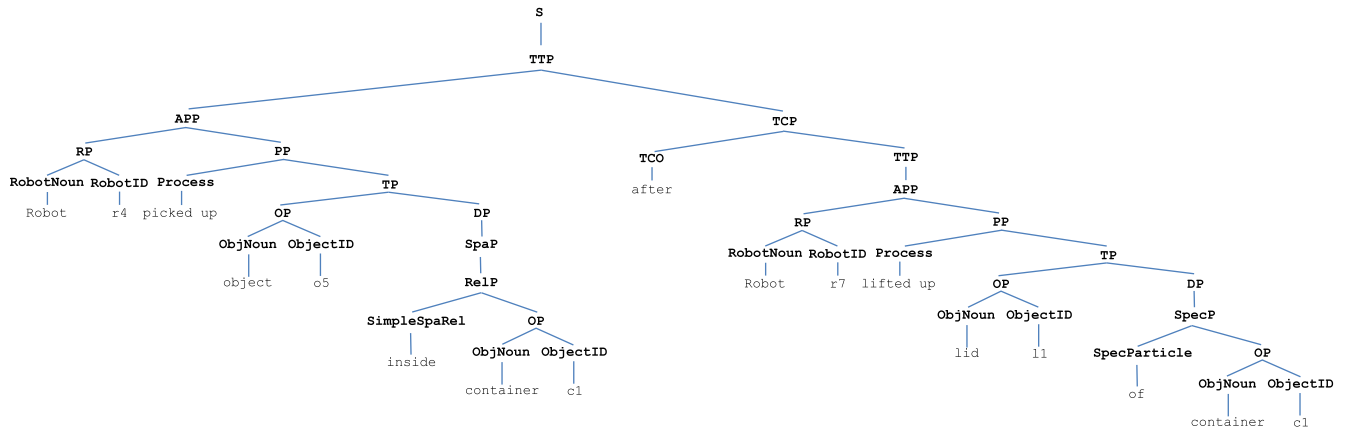 S
TTP
APP TCP
RP PP TCO TTP
RobotNoun RobotID Process TP after APP
Robot r4 picked up OP DP RP PP
ObjNoun ObjectID SpaP RobotNoun RobotID Process TP
object o5 RelP Robot r7 lifted up OP DP
SimpleSpaRel OP ObjNoun ObjectID SpecP
inside ObjNoun ObjectID lid l1 SpecParticle OP
container c1 of ObjNoun ObjectID
container c1